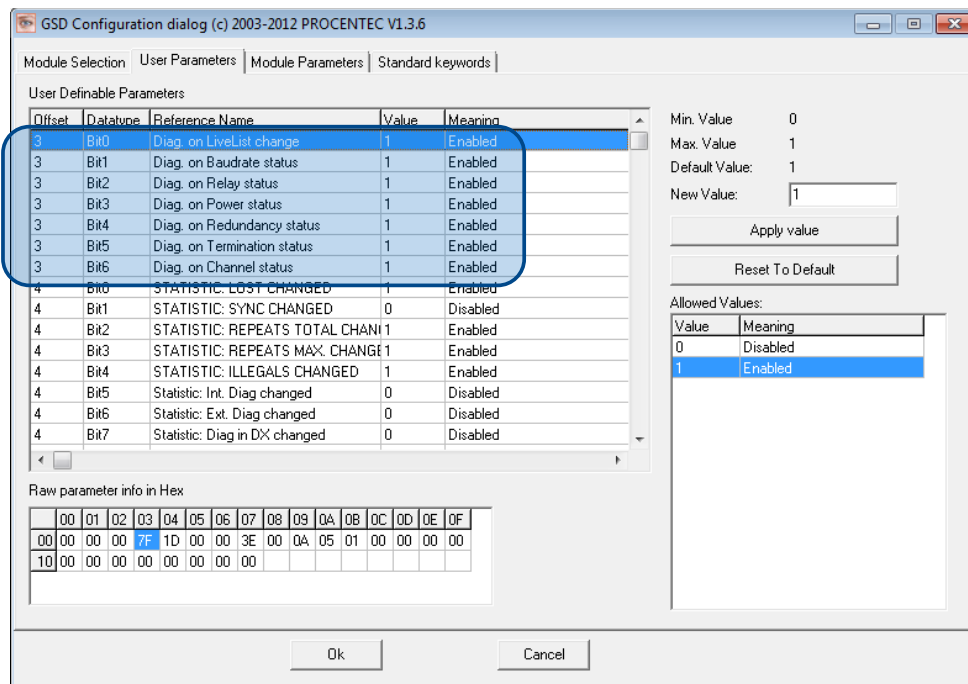 GSD Configuration dialog (c) 2003-2012 PROCENTEC V1.3.6
Module Selection User Parameters Module Parameters Standard keywords
User Definable Parameters
Offset Datatype Reference Name Value Meaning
3 Bit0 Diag. on LiveList change 1 Enabled
3 Bit1 Diag. on Baudrate status 1 Enabled
3 Bit2 Diag. on Relay status 1 Enabled
3 Bit3 Diag. on Power status 1 Enabled
3 Bit4 Diag. on Redundancy status 1 Enabled
3 Bit5 Diag. on Termination status 1 Enabled
3 Bit6 Diag. on Channel status 1 Enabled
4 Bit0 STATISTIC: LOST CHANGED 1 Enabled
4 Bit1 STATISTIC: SYNC CHANGED 0 Disabled
4 Bit2 STATISTIC: REPEATS TOTAL CHAN 1 Enabled
4 Bit3 STATISTIC: REPEATS MAX. CHANGE 1 Enabled
4 Bit4 STATISTIC: ILLEGALS CHANGED 1 Enabled
4 Bit5 Statistic: Int. Diag changed 0 Disabled
4 Bit6 Statistic: Ext. Diag changed 0 Disabled
4 Bit7 Statistic: Diag in DX changed 0 Disabled
Min. Value 0
Max. Value 1
Default Value: 1
New Value: 1
Apply value
Reset To Default
Allowed Values:
Value Meaning
0 Disabled
1 Enabled
Raw parameter info in Hex
00 01 02 03 04 05 06 07 08 09 0A 0B 0C 0D 0E 0F
00 00 00 00 7F 1D 00 00 3E 00 0A 05 01 00 00 00 00
10 00 00 00 00 00 00 00 00
Ok Cancel